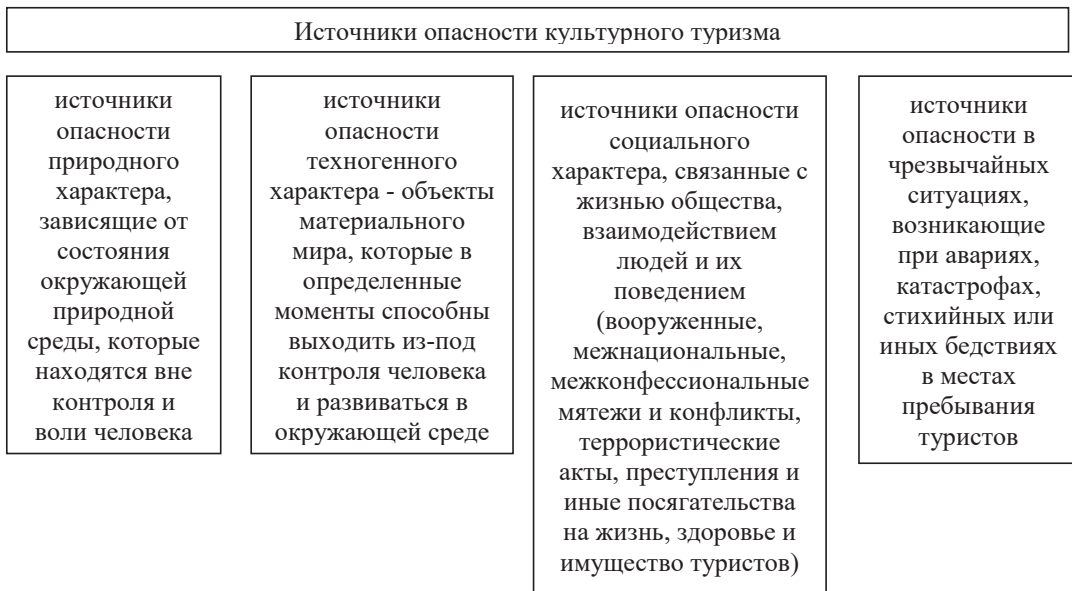 Источники опасности культурного туризма
источники
опасности
природного
характера,
зависящие от
состояния
окружающей
природной
среды, которые
находятся вне
контроля и
воли человека
источники
опасности
техногенного
характера - объекты
материального
мира, которые в
определенные
моменты способны
выходить из-под
контроля человека
и развиваться в
окружающей среде
источники опасности
социального
характера, связанные с
жизнью общества,
взаимодействием
людей и их
поведением
(вооруженные,
межнациональные,
межконфессиональные
мятежи и конфликты,
террористические
акты, преступления и
иные посягательства
на жизнь, здоровье и
имущество туристов)
источники
опасности в
чрезвычайных
ситуациях,
возникающие
при авариях,
катастрофах,
стихийных или
иных бедствиях
в местах
пребывания
туристов